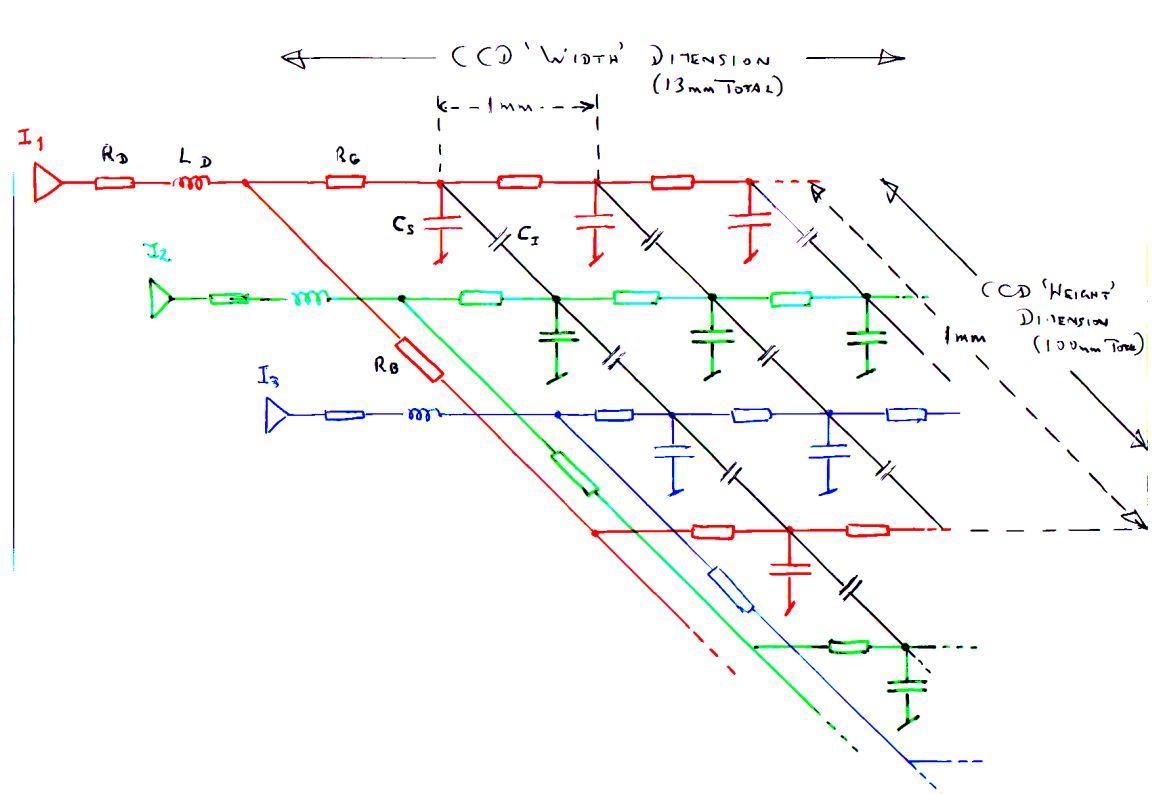 CCD 'WIDTH' DIMENSION
(13mm TOTAL)
1mm
I1
RD
LD
RG
CS
CI
I2
CCD 'HEIGHT'
DIMENSION
(100mm TOTAL)
1mm
RB
I3